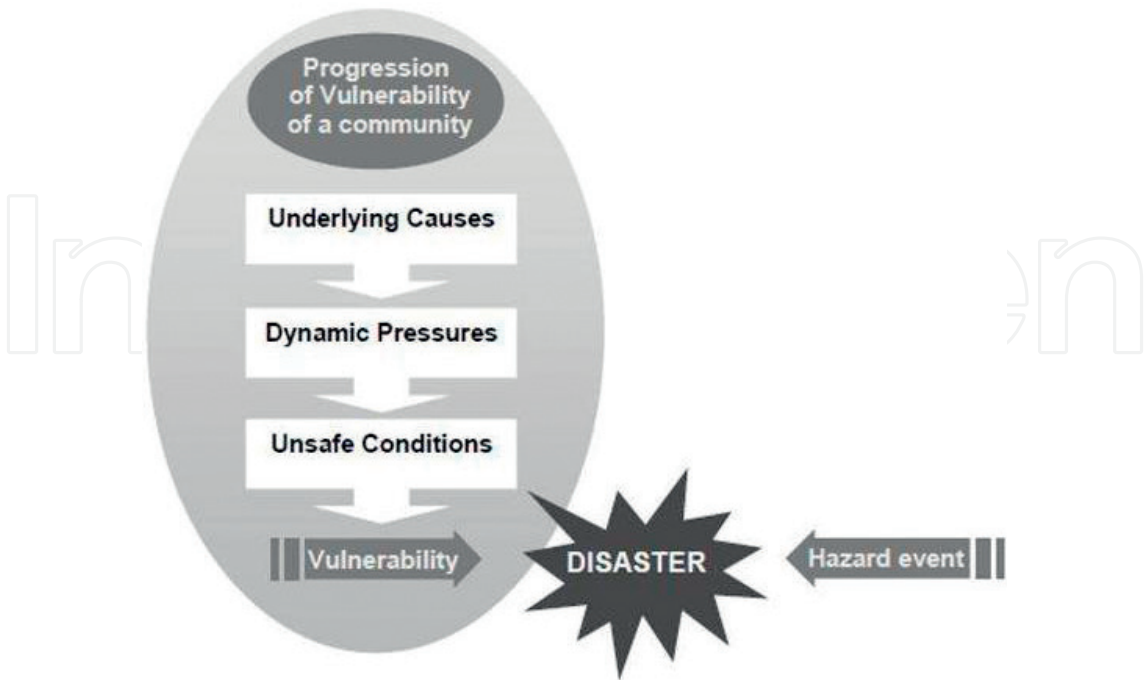 Progression
of Vulnerability
of a community
Underlying Causes
Dynamic Pressures
Unsafe Conditions
Vulnerability
DISASTER
Hazard event